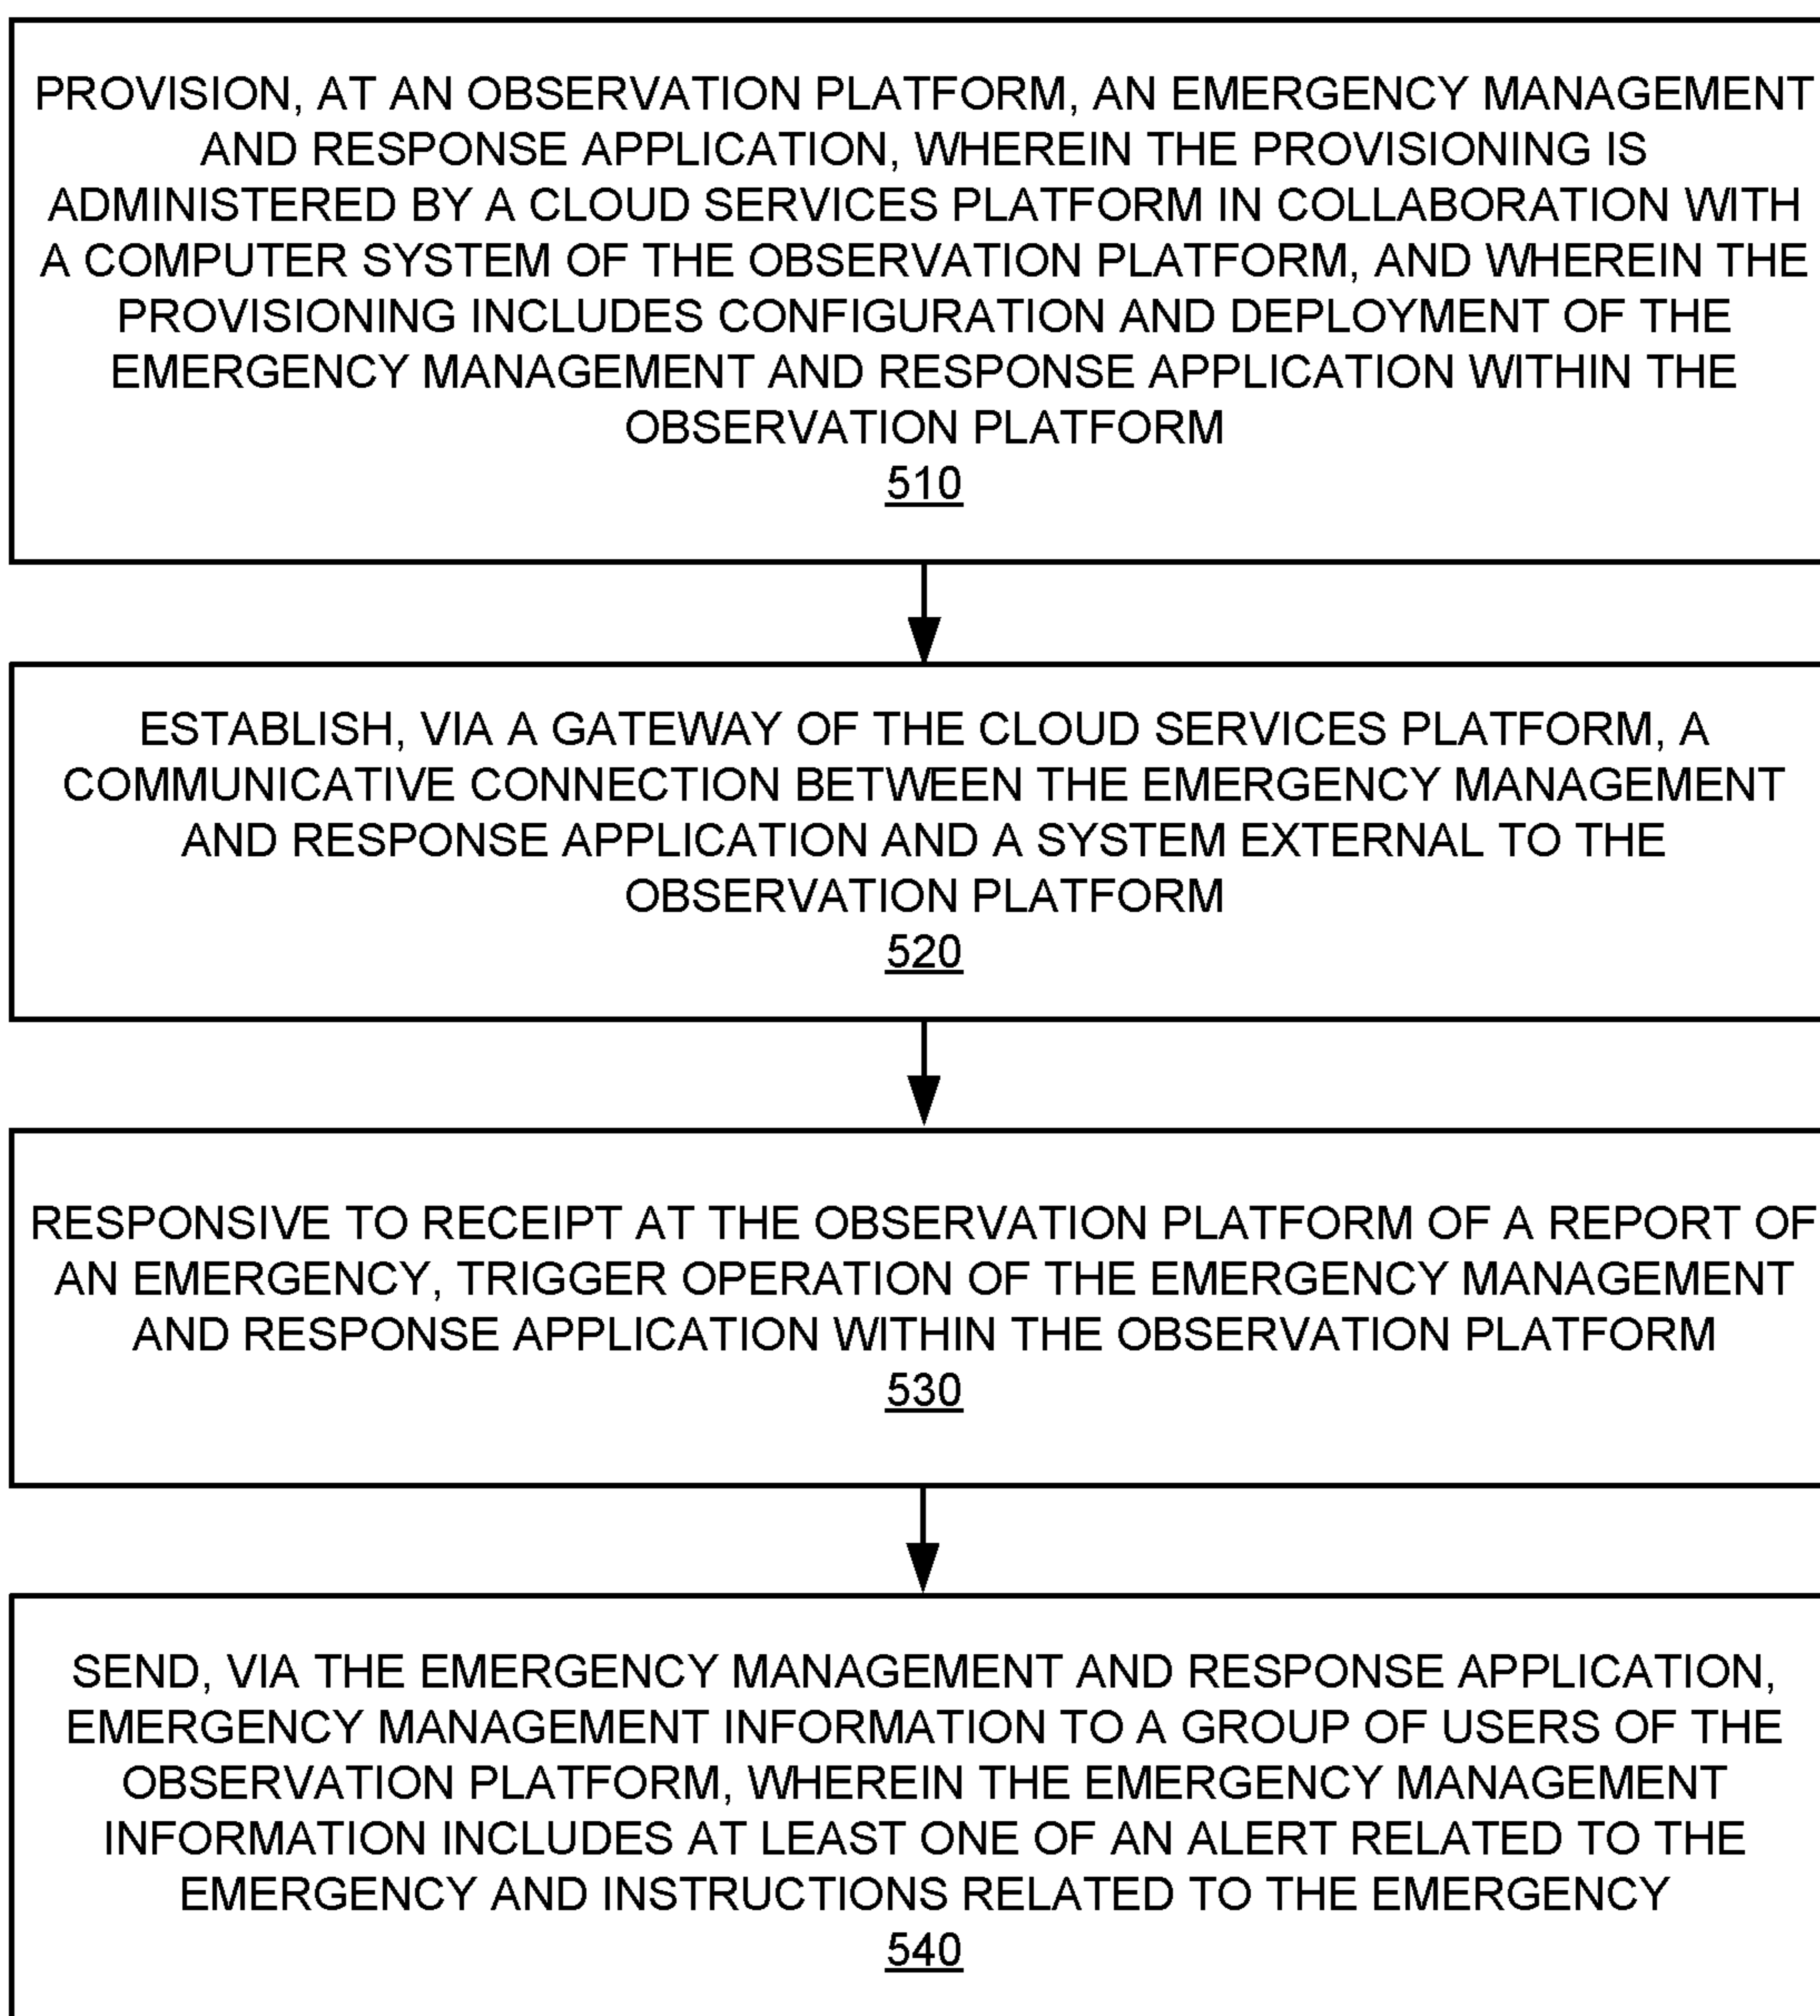 PROVISION, AT AN OBSERVATION PLATFORM, AN EMERGENCY MANAGEMENT
AND RESPONSE APPLICATION, WHEREIN THE PROVISIONING IS
ADMINISTERED BY A CLOUD SERVICES PLATFORM IN COLLABORATION WITH
A COMPUTER SYSTEM OF THE OBSERVATION PLATFORM, AND WHEREIN THE
PROVISIONING INCLUDES CONFIGURATION AND DEPLOYMENT OF THE
EMERGENCY MANAGEMENT AND RESPONSE APPLICATION WITHIN THE
OBSERVATION PLATFORM
510
ESTABLISH, VIA A GATEWAY OF THE CLOUD SERVICES PLATFORM, A
COMMUNICATIVE CONNECTION BETWEEN THE EMERGENCY MANAGEMENT
AND RESPONSE APPLICATION AND A SYSTEM EXTERNAL TO THE
OBSERVATION PLATFORM
520
RESPONSIVE TO RECEIPT AT THE OBSERVATION PLATFORM OF A REPORT OF
AN EMERGENCY, TRIGGER OPERATION OF THE EMERGENCY MANAGEMENT
AND RESPONSE APPLICATION WITHIN THE OBSERVATION PLATFORM
530
SEND, VIA THE EMERGENCY MANAGEMENT AND RESPONSE APPLICATION,
EMERGENCY MANAGEMENT INFORMATION TO A GROUP OF USERS OF THE
OBSERVATION PLATFORM, WHEREIN THE EMERGENCY MANAGEMENT
INFORMATION INCLUDES AT LEAST ONE OF AN ALERT RELATED TO THE
EMERGENCY AND INSTRUCTIONS RELATED TO THE EMERGENCY
540